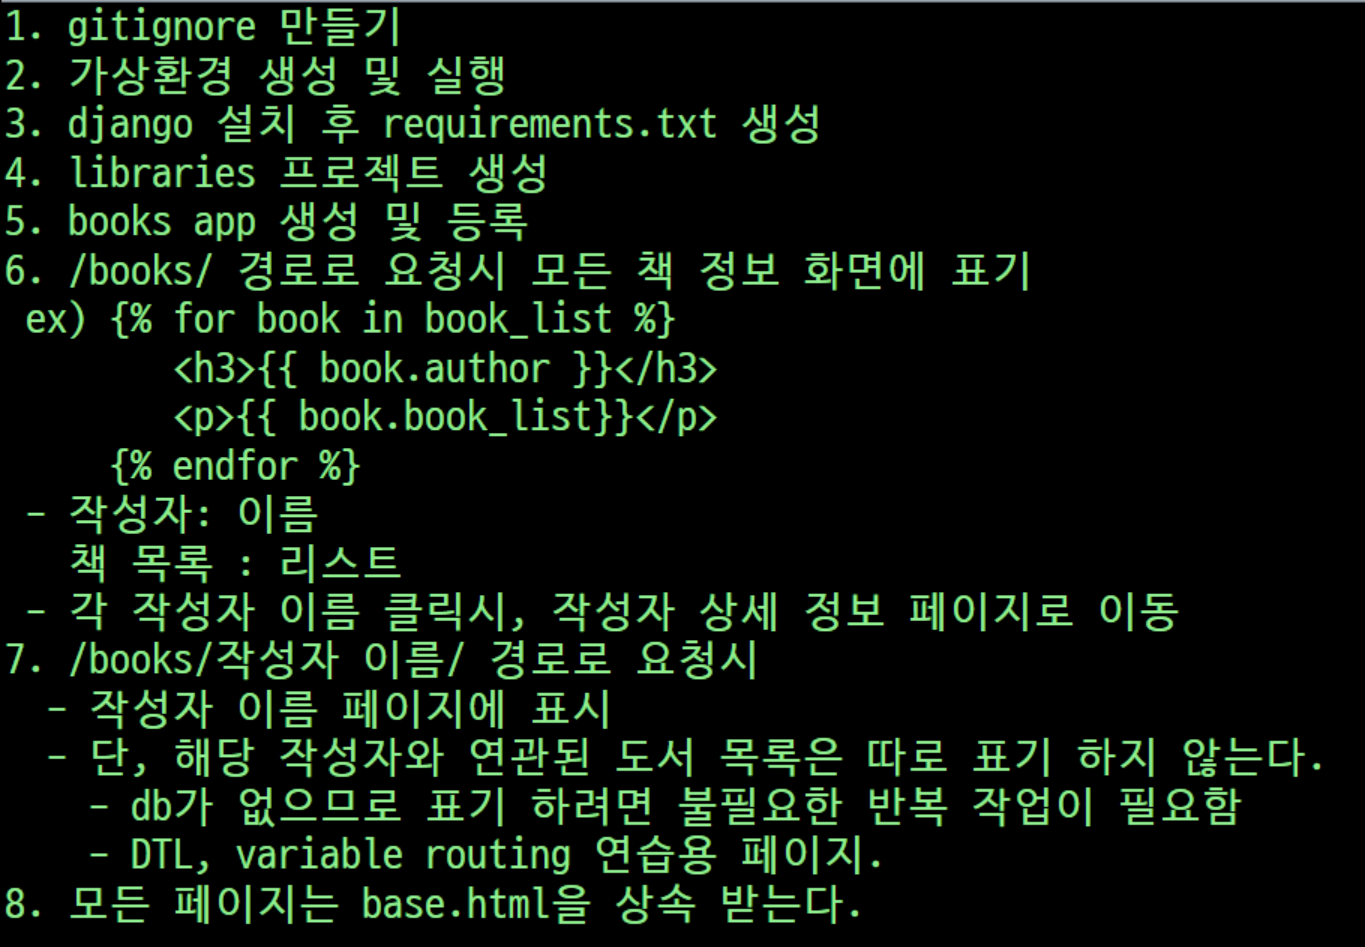 1. gitignore 만들기
2. 가상환경 생성 및 실행
3. django 설치 후 requirements.txt 생성
4. libraries 프로젝트 생성
5. books app 생성 및 등록
6. /books/ 경로로 요청시 모든 책 정보 화면에 표기
ex) {% for book in book_list %}
<h3>{{ book.author }}</h3>
<p>{{ book.book_list}}</p>
{% endfor %}
- 작성자: 이름
책 목록 : 리스트
- 각 작성자 이름 클릭시, 작성자 상세 정보 페이지로 이동
7. /books/작성자 이름/ 경로로 요청시
- 작성자 이름 페이지에 표시
- 단, 해당 작성자와 연관된 도서 목록은 따로 표기 하지 않는다.
- db가 없으므로 표기 하려면 불필요한 반복 작업이 필요함
- DTL, variable routing 연습용 페이지.
8. 모든 페이지는 base.html을 상속 받는다.